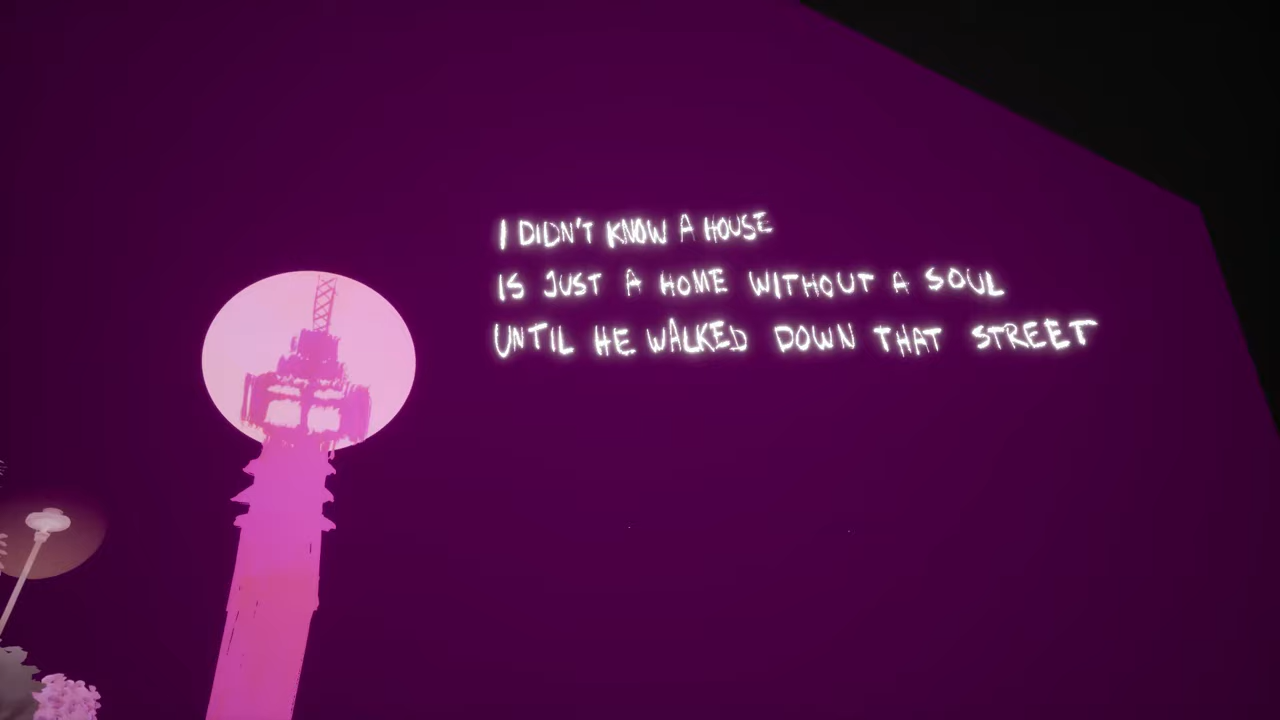 I DIDN'T KNOW A HOUSE
IS JUST A HOME WITHOUT A SOUL
UNTIL HE WALKED DOWN THAT STREET